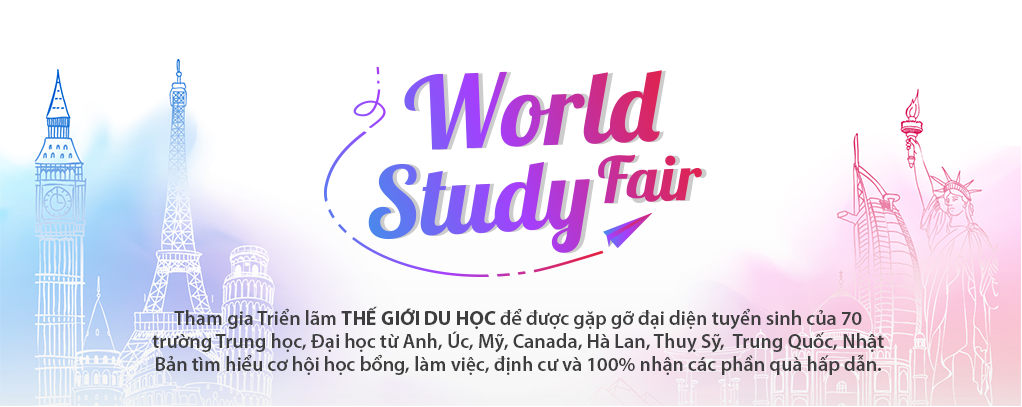 World
Study Fair
Tham gia Triển lãm THẾ GIỚI DU HỌC để được gặp gỡ đại diện tuyển sinh của 70
trường Trung học, Đại học từ Anh, Úc, Mỹ, Canada, Hà Lan, Thuỵ Sỹ, Trung Quốc, Nhật
Bản tìm hiểu cơ hội học bổng, làm việc, định cư và 100% nhận các phần quà hấp dẫn.